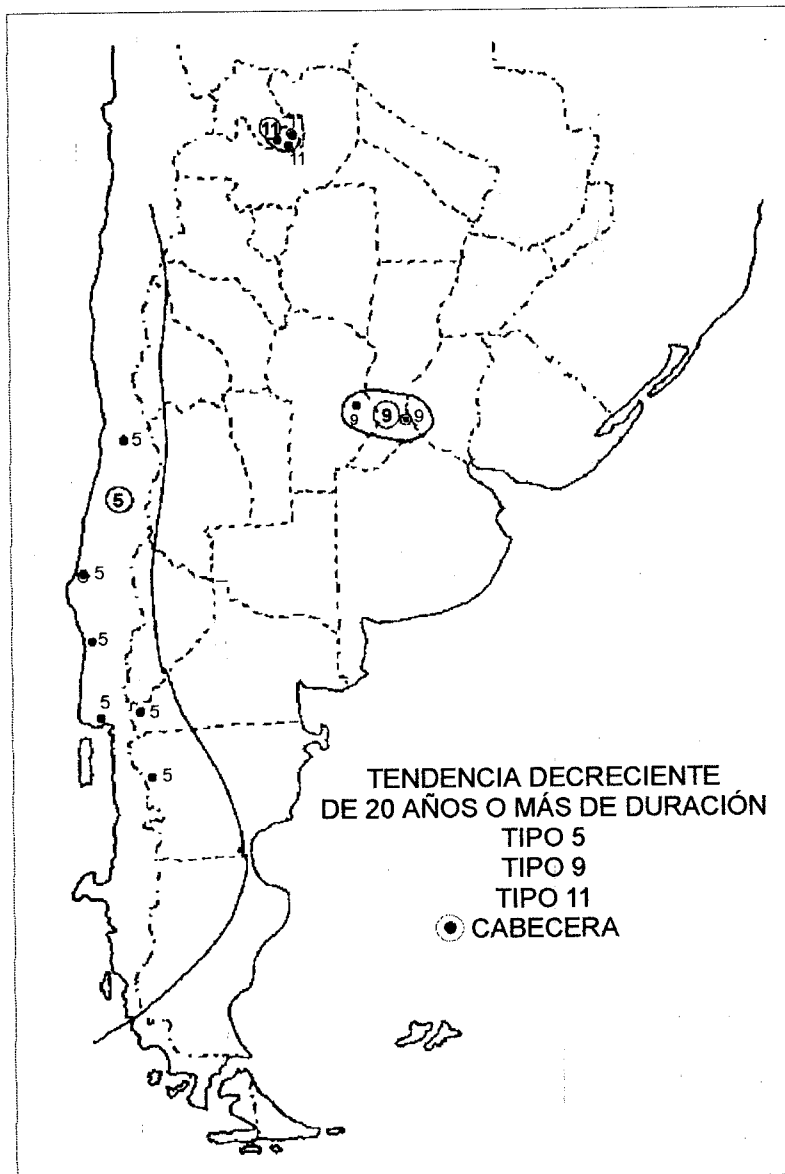 11 11
11
9 9 9
5
5
5
5
5 5
5
TENDENCIA DECRECIENTE
DE 20 AÑOS O MÁS DE DURACIÓN
TIPO 5
TIPO 9
TIPO 11
CABECERA